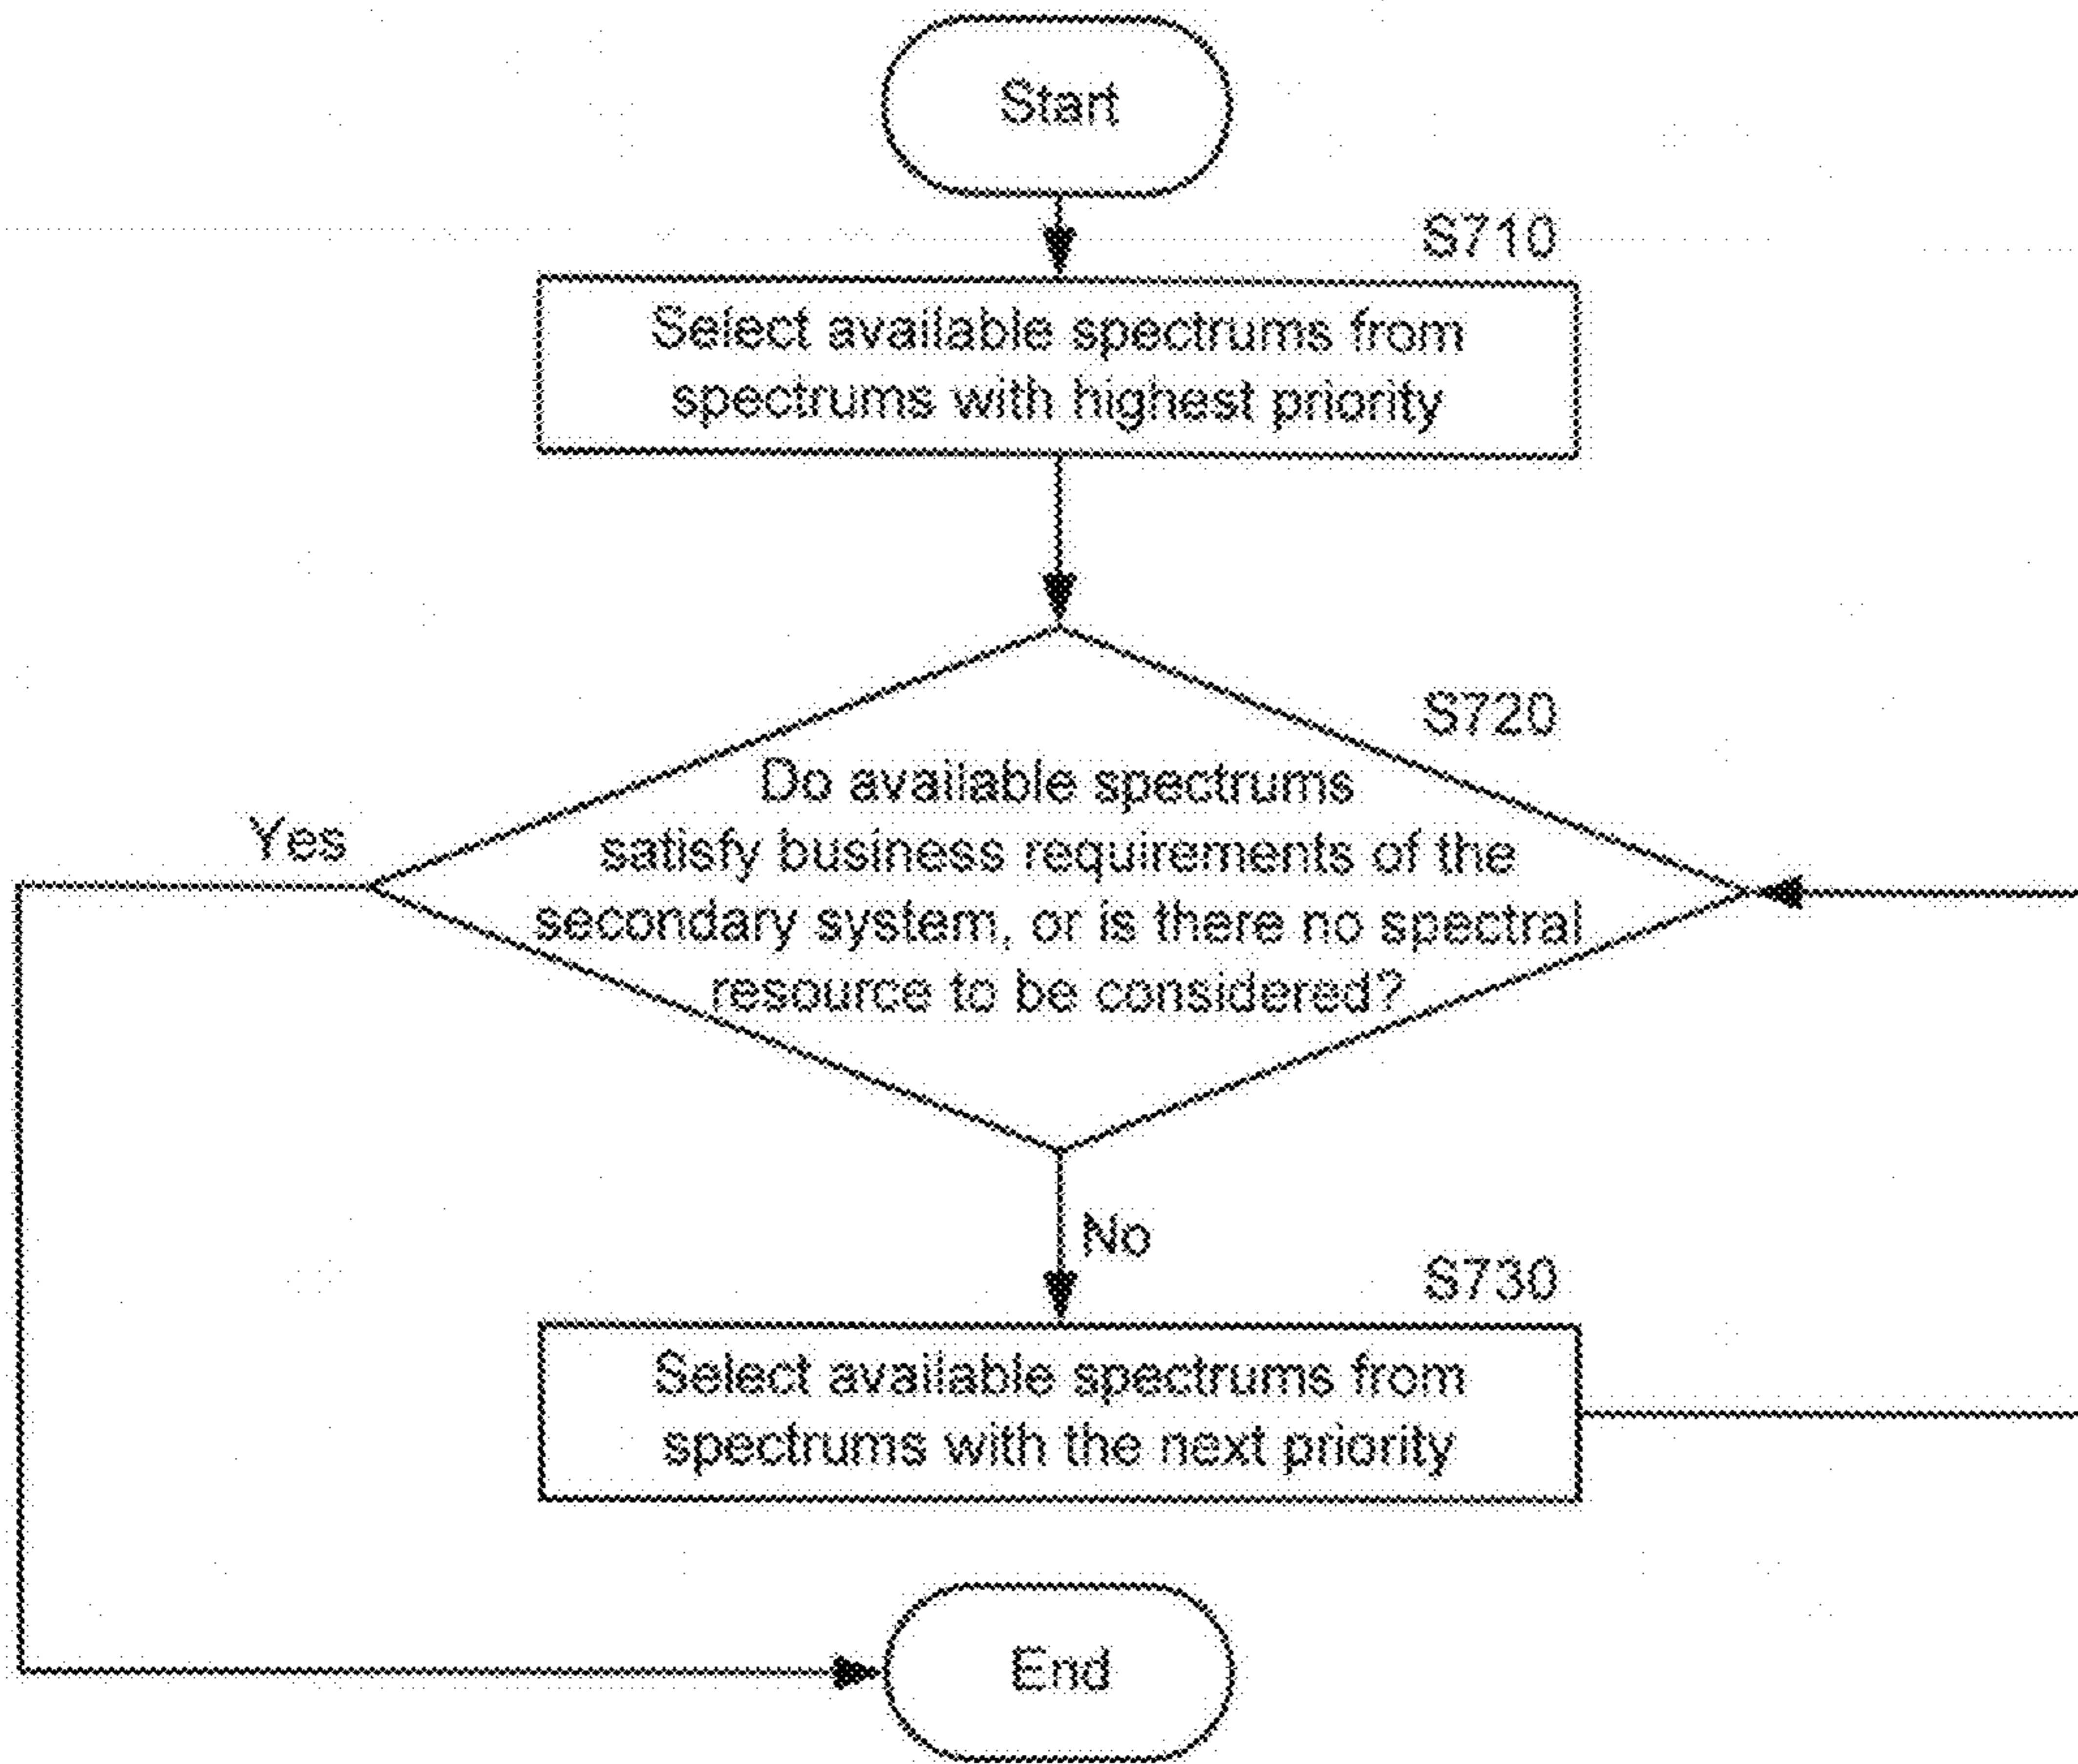 Start
S710
Select available spectrums from
spectrums with highest priority
S720
Do available spectrums
satisfy business requirements of the
secondary system, or is there no spectral
resource to be considered?
Yes
No
S730
Select available spectrums from
spectrums with the next priority
End